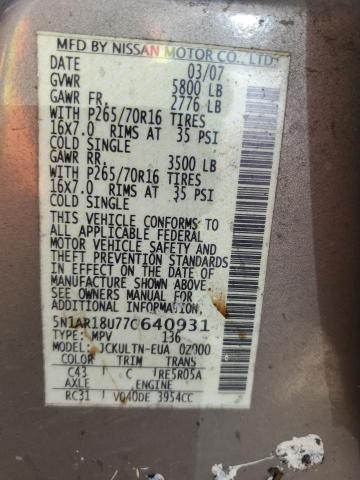 MFD BY NISSAN MOTOR CO., LTD.
DATE 03/07
GVWR 5800 LB
GAWR FR. 2776 LB
WITH P265/70R16 TIRES
16X7.0 RIMS AT 35 PSI
COLD SINGLE
GAWR RR. 3500 LB
WITH P265/70R16 TIRES
16X7.0 RIMS AT 35 PSI
COLD SINGLE
THIS VEHICLE CONFORMS TO
ALL APPLICABLE FEDERAL
MOTOR VEHICLE SAFETY AND
THEFT PREVENTION STANDARDS
IN EFFECT ON THE DATE OF
MANUFACTURE SHOWN ABOVE.
SEE OWNERS MANUAL FOR
ADDITIONAL INFORMATION
5N1AR18U77C640931
TYPE: MPV 136
MODEL: JCKULTN-EUA 02000
COLOR TRIM TRANS
C43 C RE5R05A
AXLE ENGINE
RC31 VQ40DE 3954CC